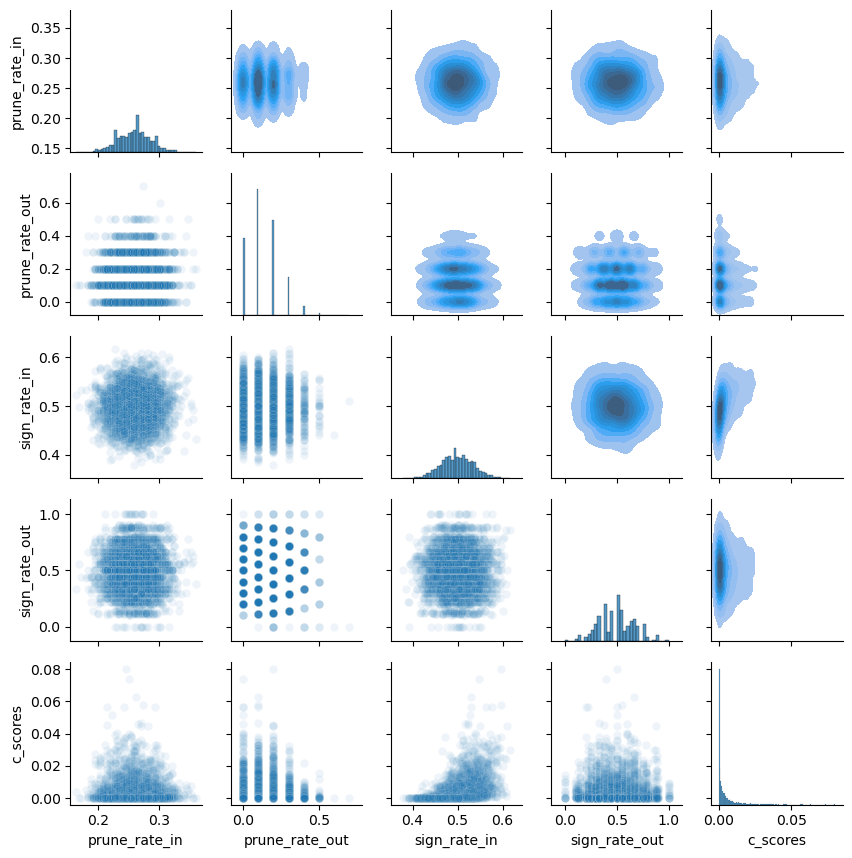 prune_rate_in
0.35
0.30
0.25
0.20
0.15
prune_rate_out
0.6
0.4
0.2
0.0
sign_rate_in
0.6
0.5
0.4
sign_rate_out
1.0
0.5
0.0
c_scores
0.08
0.06
0.04
0.02
0.00
0.2 0.3 0.0 0.5 0.4 0.5 0.6 0.0 0.5 1.0 0.00 0.05
prune_rate_in prune_rate_out sign_rate_in sign_rate_out c_scores